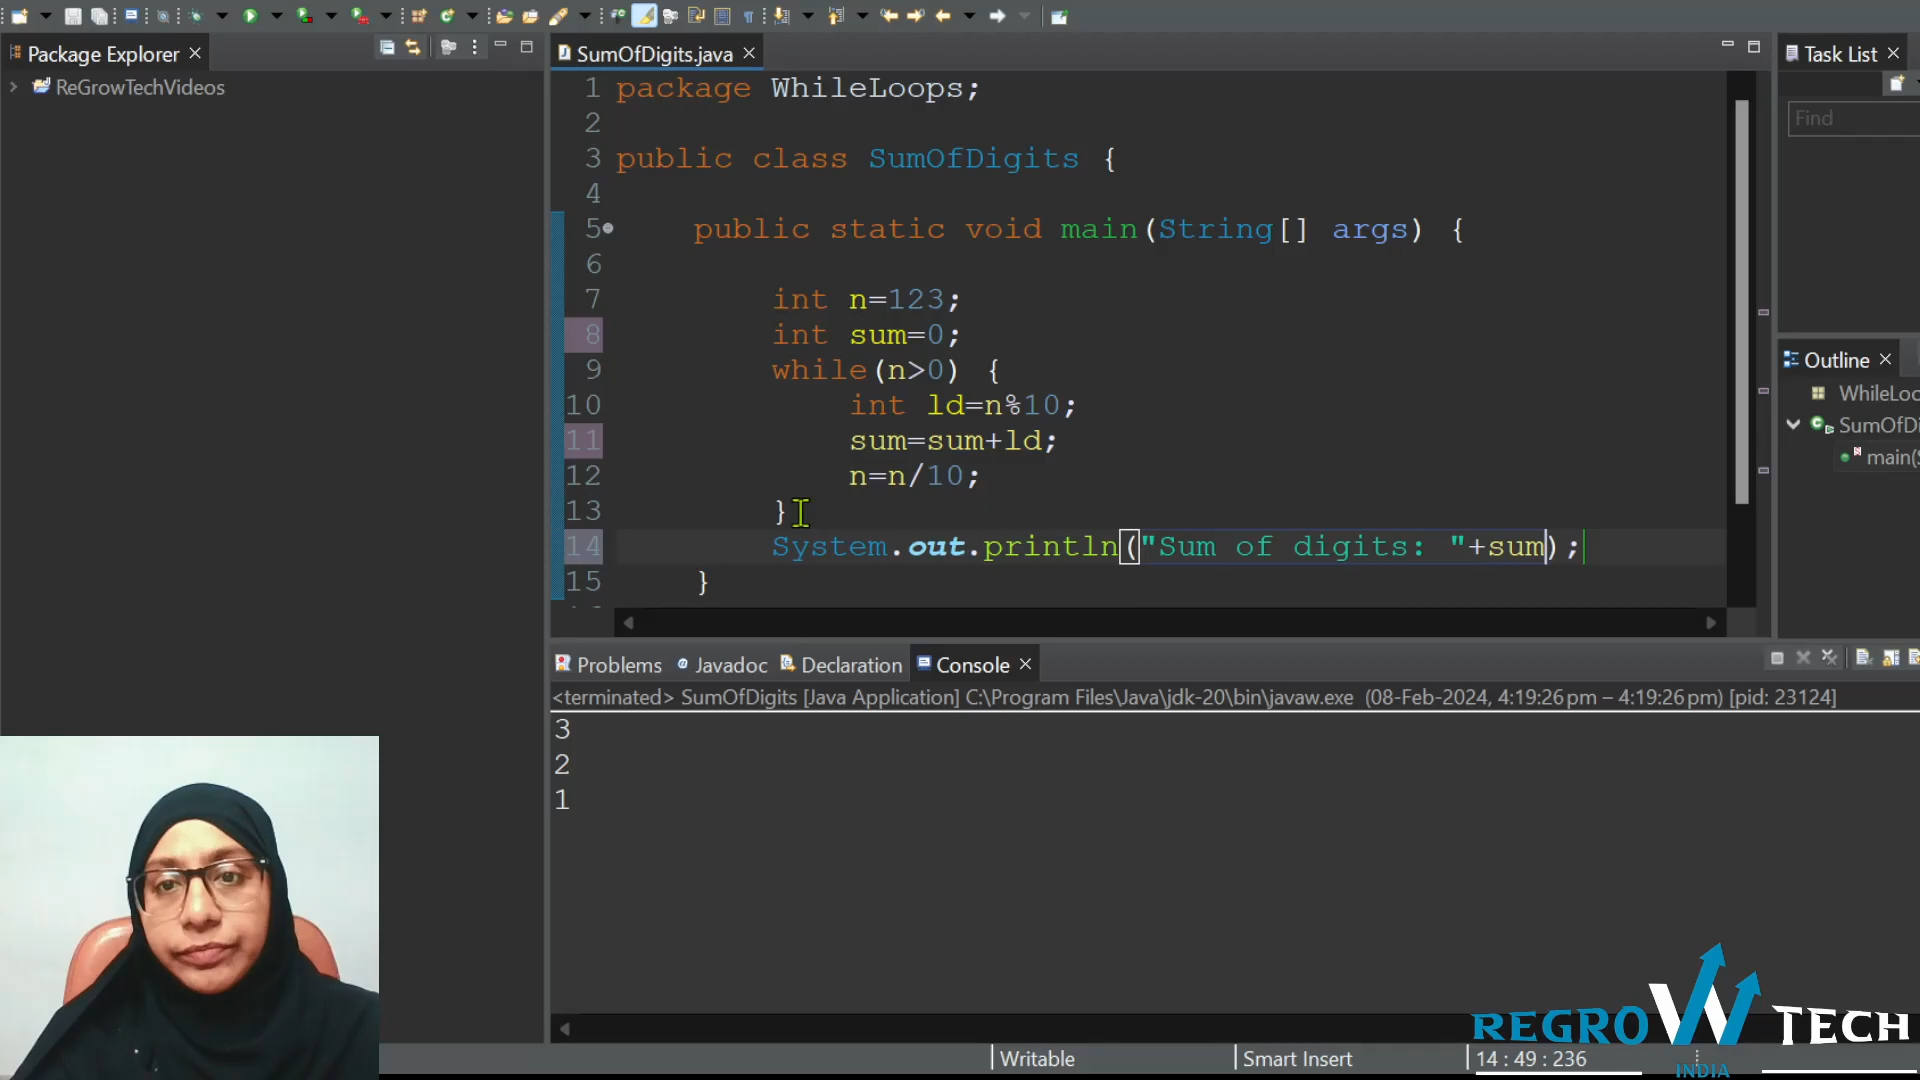 Package Explorer
ReGrowTechVideos
SumOfDigits.java
1 package WhileLoops;
2
3 public class SumOfDigits {
4
5 public static void main(String[] args) {
6
7 int n=123;
8 int sum=0;
9 while(n>0) {
10 int ld=n%10;
11 sum=sum+ld;
12 n=n/10;
13 }
14 System.out.println("Sum of digits: "+sum);
15 }
Task List
Find
Outline
WhileLoo
SumOfDi
main(S
Problems Javadoc Declaration Console
<terminated> SumOfDigits [Java Application] C:\Program Files\Java\jdk-20\bin\javaw.exe (08-Feb-2024, 4:19:26 pm – 4:19:26 pm) [pid: 23124]
3
2
1
REGROW TECH
INDIA
Writable
Smart Insert
14 : 49 : 236